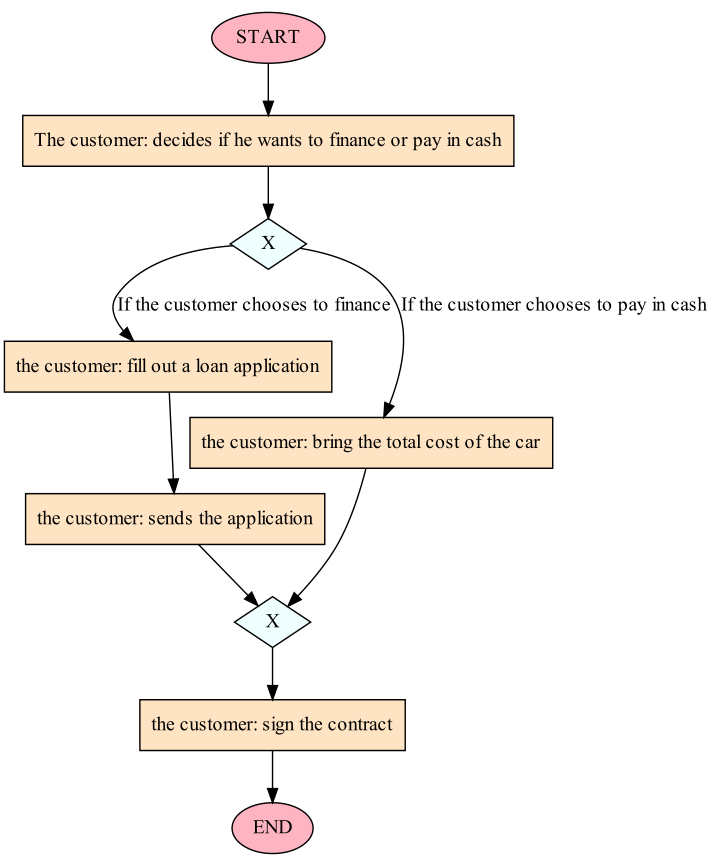 START
The customer: decides if he wants to finance or pay in cash
X
If the customer chooses to finance
If the customer chooses to pay in cash
the customer: fill out a loan application
the customer: bring the total cost of the car
the customer: sends the application
X
the customer: sign the contract
END